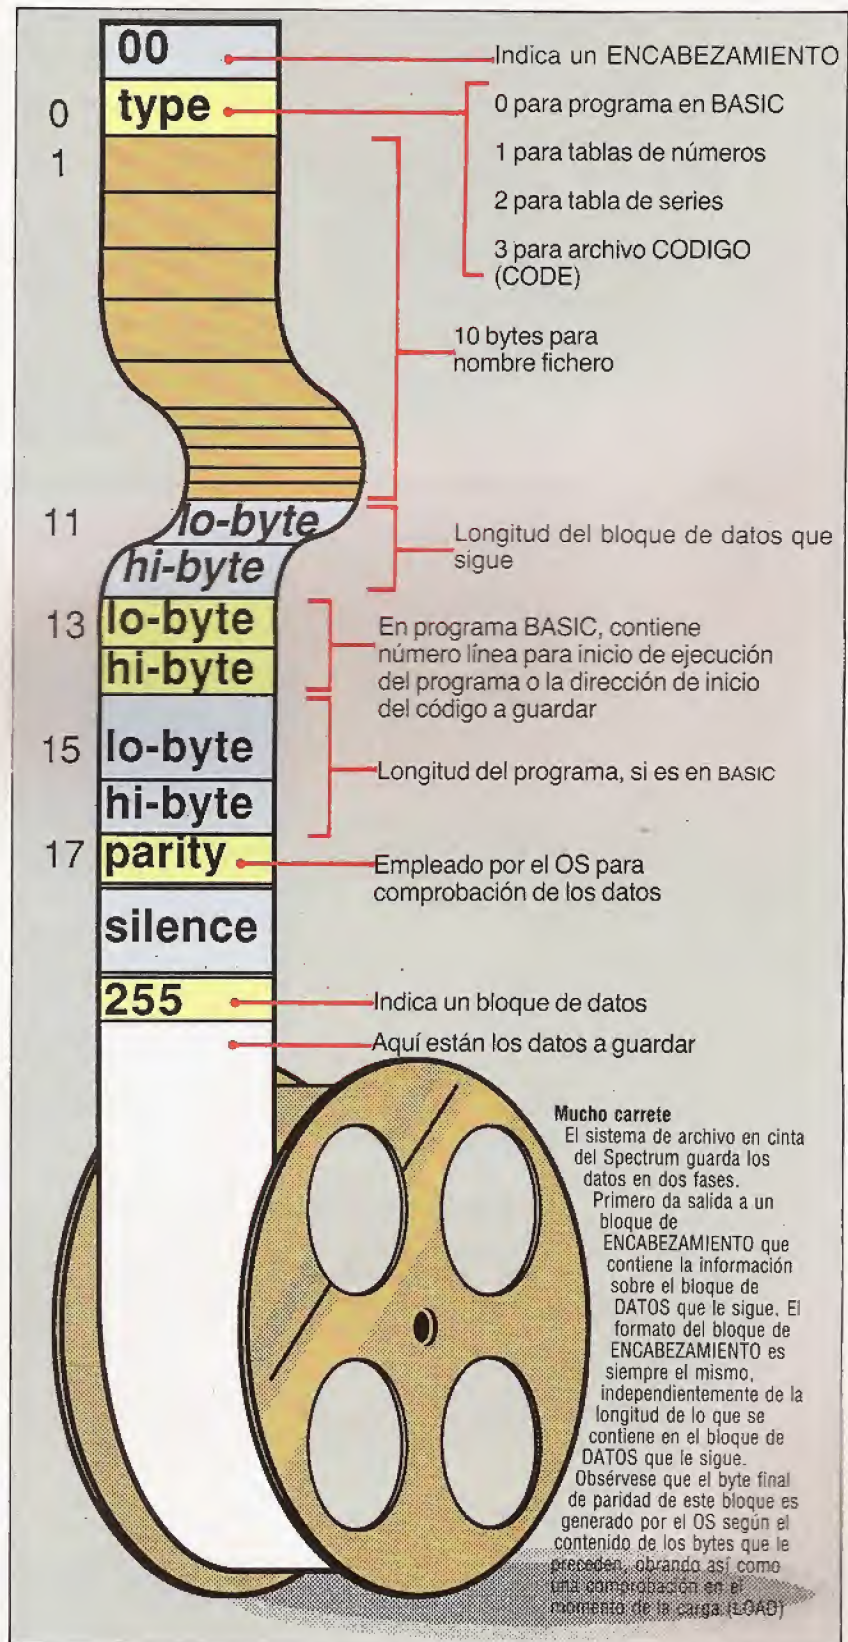 00
Indica un ENCABEZAMIENTO
0
type
0 para programa en BASIC
1
1 para tablas de números
2 para tabla de series
3 para archivo CODIGO
(CODE)
10 bytes para
nombre fichero
11
lo-byte
hi-byte
Longitud del bloque de datos que
sigue
13
lo-byte
hi-byte
En programa BASIC, contiene
número línea para inicio de ejecución
del programa o la dirección de inicio
del código a guardar
15
lo-byte
hi-byte
Longitud del programa, si es en BASIC
17
parity
Empleado por el OS para
comprobación de los datos
silence
255
Indica un bloque de datos
Aquí están los datos a guardar
Mucho carrete
El sistema de archivo en cinta
del Spectrum guarda los
datos en dos fases.
Primero da salida a un
bloque de
ENCABEZAMIENTO que
contiene la información
sobre el bloque de
DATOS que le sigue. El
formato del bloque de
ENCABEZAMIENTO es
siempre el mismo,
independientemente de la
longitud de lo que se
contiene en el bloque de
DATOS que le sigue.
Obsérvese que el byte final
de paridad de este bloque es
generado por el OS según el
contenido de los bytes que le
preceden, obrando así como
una comprobación en el
momento de la carga (LOAD)